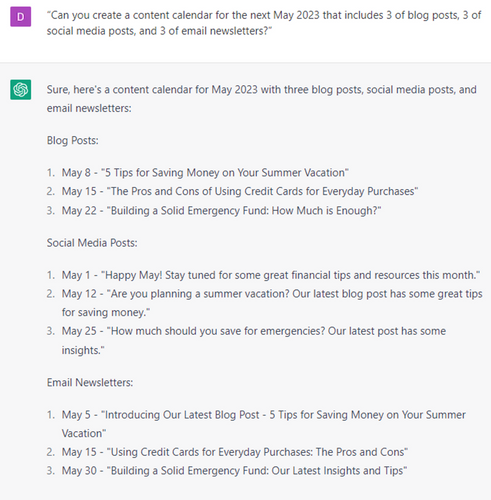 D
"Can you create a content calendar for the next May 2023 that includes 3 of blog posts, 3 of
social media posts, and 3 of email newsletters?"
Sure, here's a content calendar for May 2023 with three blog posts, social media posts, and
email newsletters:
Blog Posts:
1. May 8 - "5 Tips for Saving Money on Your Summer Vacation"
2. May 15 - "The Pros and Cons of Using Credit Cards for Everyday Purchases"
3. May 22 - "Building a Solid Emergency Fund: How Much is Enough?"
Social Media Posts:
1. May 1 - "Happy May! Stay tuned for some great financial tips and resources this month."
2. May 12 - "Are you planning a summer vacation? Our latest blog post has some great tips
for saving money."
3. May 25 - "How much should you save for emergencies? Our latest post has some
insights."
Email Newsletters:
1. May 5 - "Introducing Our Latest Blog Post - 5 Tips for Saving Money on Your Summer
Vacation"
2. May 15 - "Using Credit Cards for Everyday Purchases: The Pros and Cons"
3. May 30 - "Building a Solid Emergency Fund: Our Latest Insights and Tips"